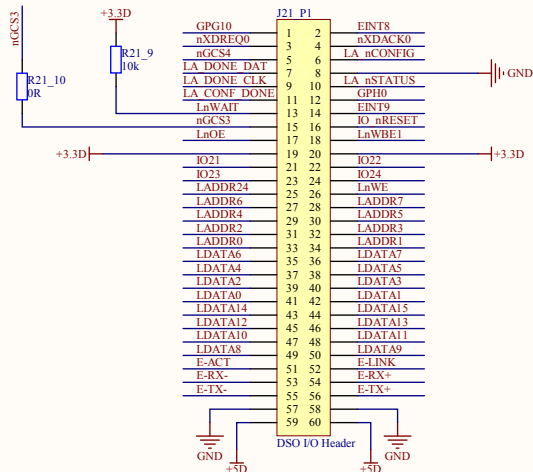 J21_P1
nGCS3
+3.3D
R21_9
10k
R21_10
0R
GPG10 1 2 EINT8
nXDREQ0 3 4 nXDACK0
nGCS4 5 6 LA_nCONFIG
LA_DONE_DAT 7 8 GND
LA_DONE_CLK 9 10 LA_nSTATUS
LA_CONF_DONE 11 12 GPH0
LnWAIT 13 14 EINT9
nGCS3 15 16 IO_nRESET
LnOE 17 18 LnWBE1
+3.3D 19 20 +3.3D
IO21 21 22 IO22
IO23 23 24 IO24
LADDR24 25 26 LnWE
LADDR6 27 28 LADDR7
LADDR4 29 30 LADDR5
LADDR2 31 32 LADDR3
LADDR0 33 34 LADDR1
LDATA6 35 36 LDATA7
LDATA4 37 38 LDATA5
LDATA2 39 40 LDATA3
LDATA0 41 42 LDATA1
LDATA14 43 44 LDATA15
LDATA12 45 46 LDATA13
LDATA10 47 48 LDATA11
LDATA8 49 50 LDATA9
E-ACT 51 52 E-LINK
E-RX- 53 54 E-RX+
E-TX- 55 56 E-TX+
57 58
59 60
DSO I/O Header
GND GND
+5D +5D